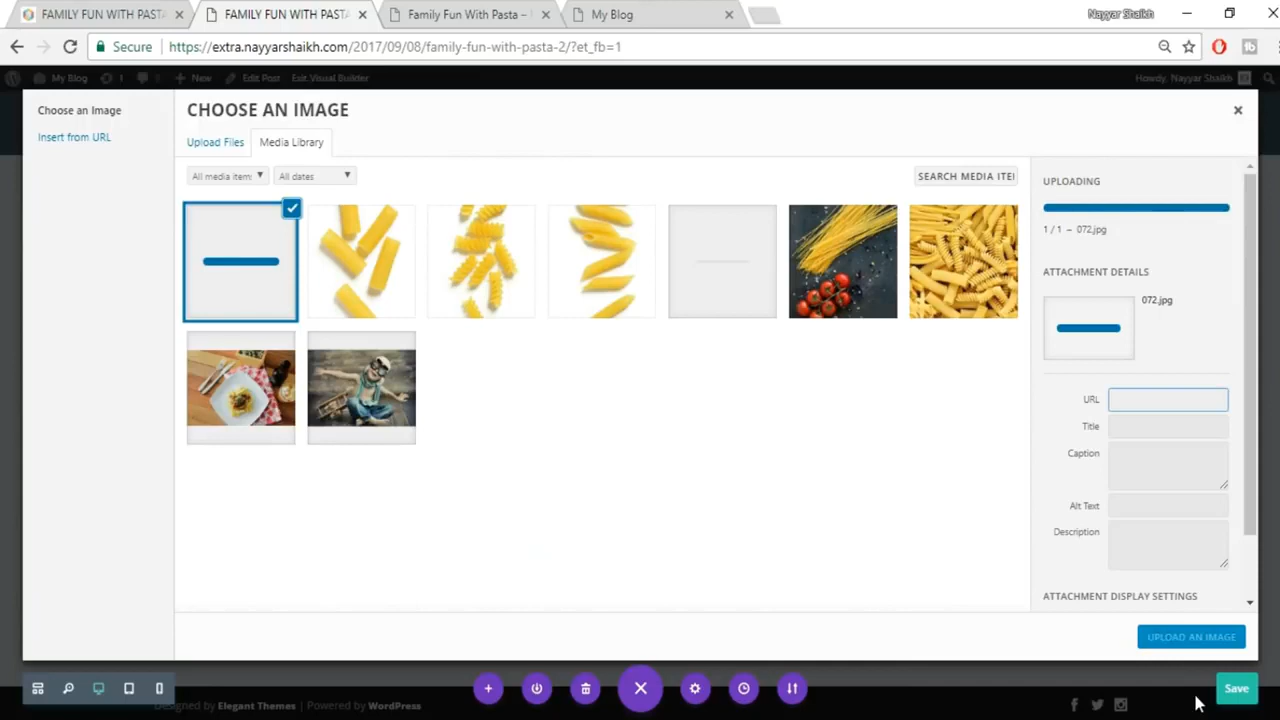 FAMILY FUN WITH PASTA
FAMILY FUN WITH PASTA
Family Fun With Pasta –
My Blog
Nayyar Shaikh
Secure
https://extra.nayyarshaikh.com/2017/09/08/family-fun-with-pasta-2/?et_fb=1
My Blog
1
New
Edit Post
Exit Visual Builder
Howdy, Nayyar Shaikh
Choose an Image
Insert from URL
CHOOSE AN IMAGE
Upload Files
Media Library
All media item
All dates
SEARCH MEDIA ITE
UPLOADING
1 / 1 – 072.jpg
ATTACHMENT DETAILS
072.jpg
URL
Title
Caption
Alt Text
Description
ATTACHMENT DISPLAY SETTINGS
UPLOAD AN IMAGE
Save
Designed by Elegant Themes | Powered by WordPress